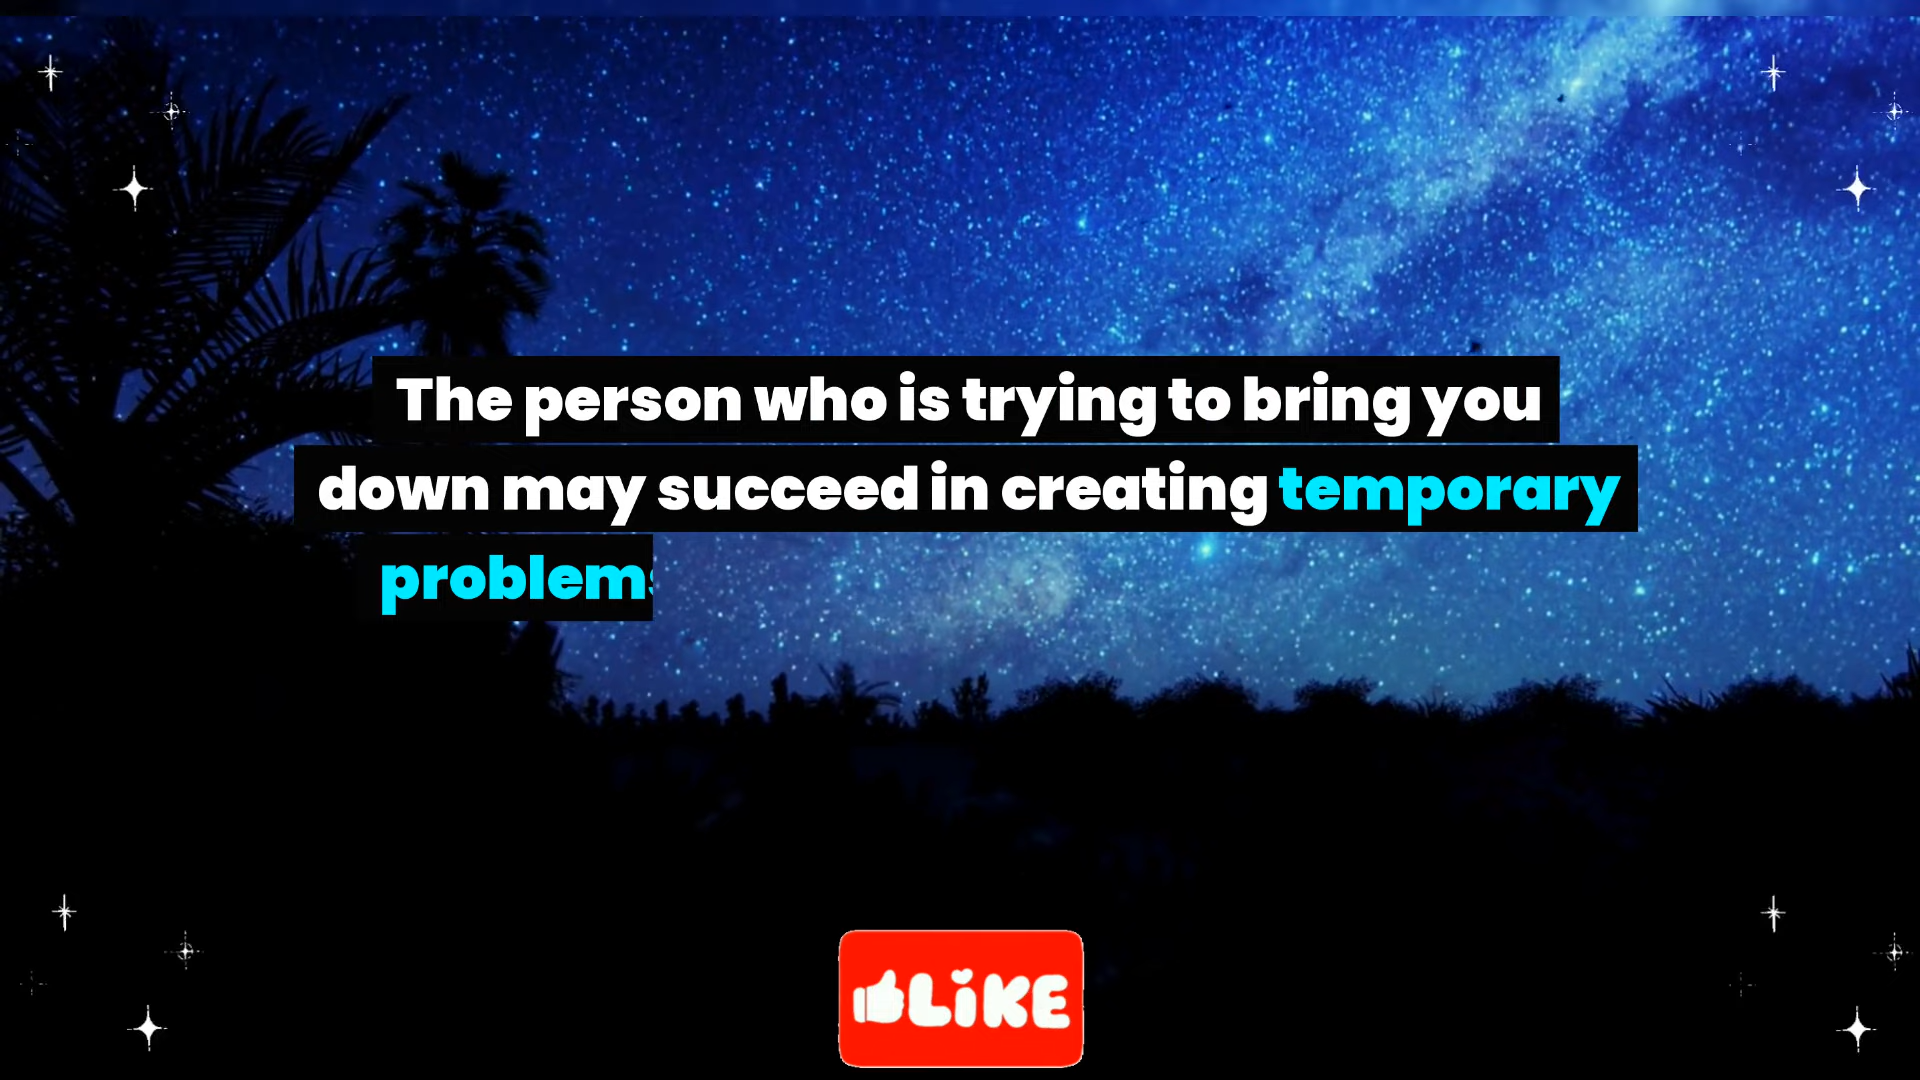 The person who is trying to bring you
down may succeed in creating temporary
problems
LiKE